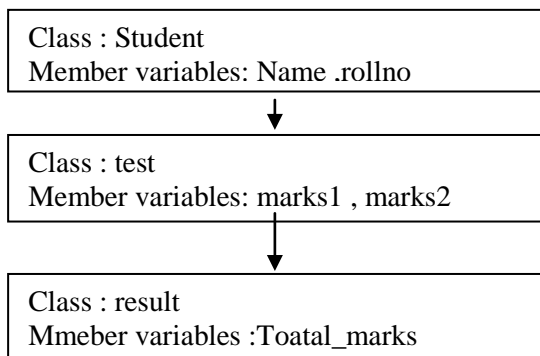 Class : Student
Member variables: Name .rollno
Class : test
Member variables: marks1 , marks2
Class : result
Mmeber variables :Toatal_marks